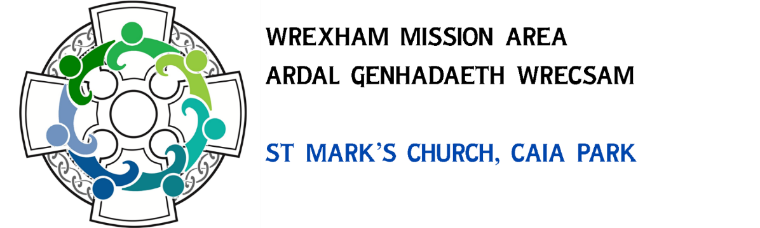 WREXHAM MISSION AREA
ARDAL GENHADAETH WRECSAM
ST MARK'S CHURCH, CAIA PARK